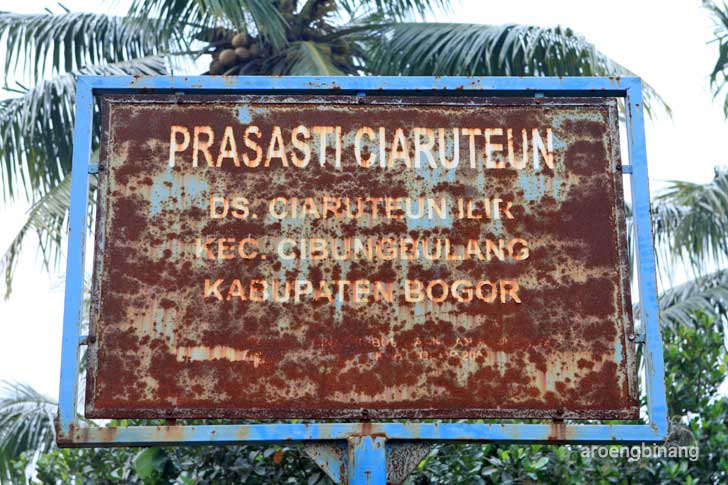 PRASASTI CIARUTEUN
DS. CIARUTEUN ILIR
KEC. CIBUNGBULANG
KABUPATEN BOGOR
aroengbinang